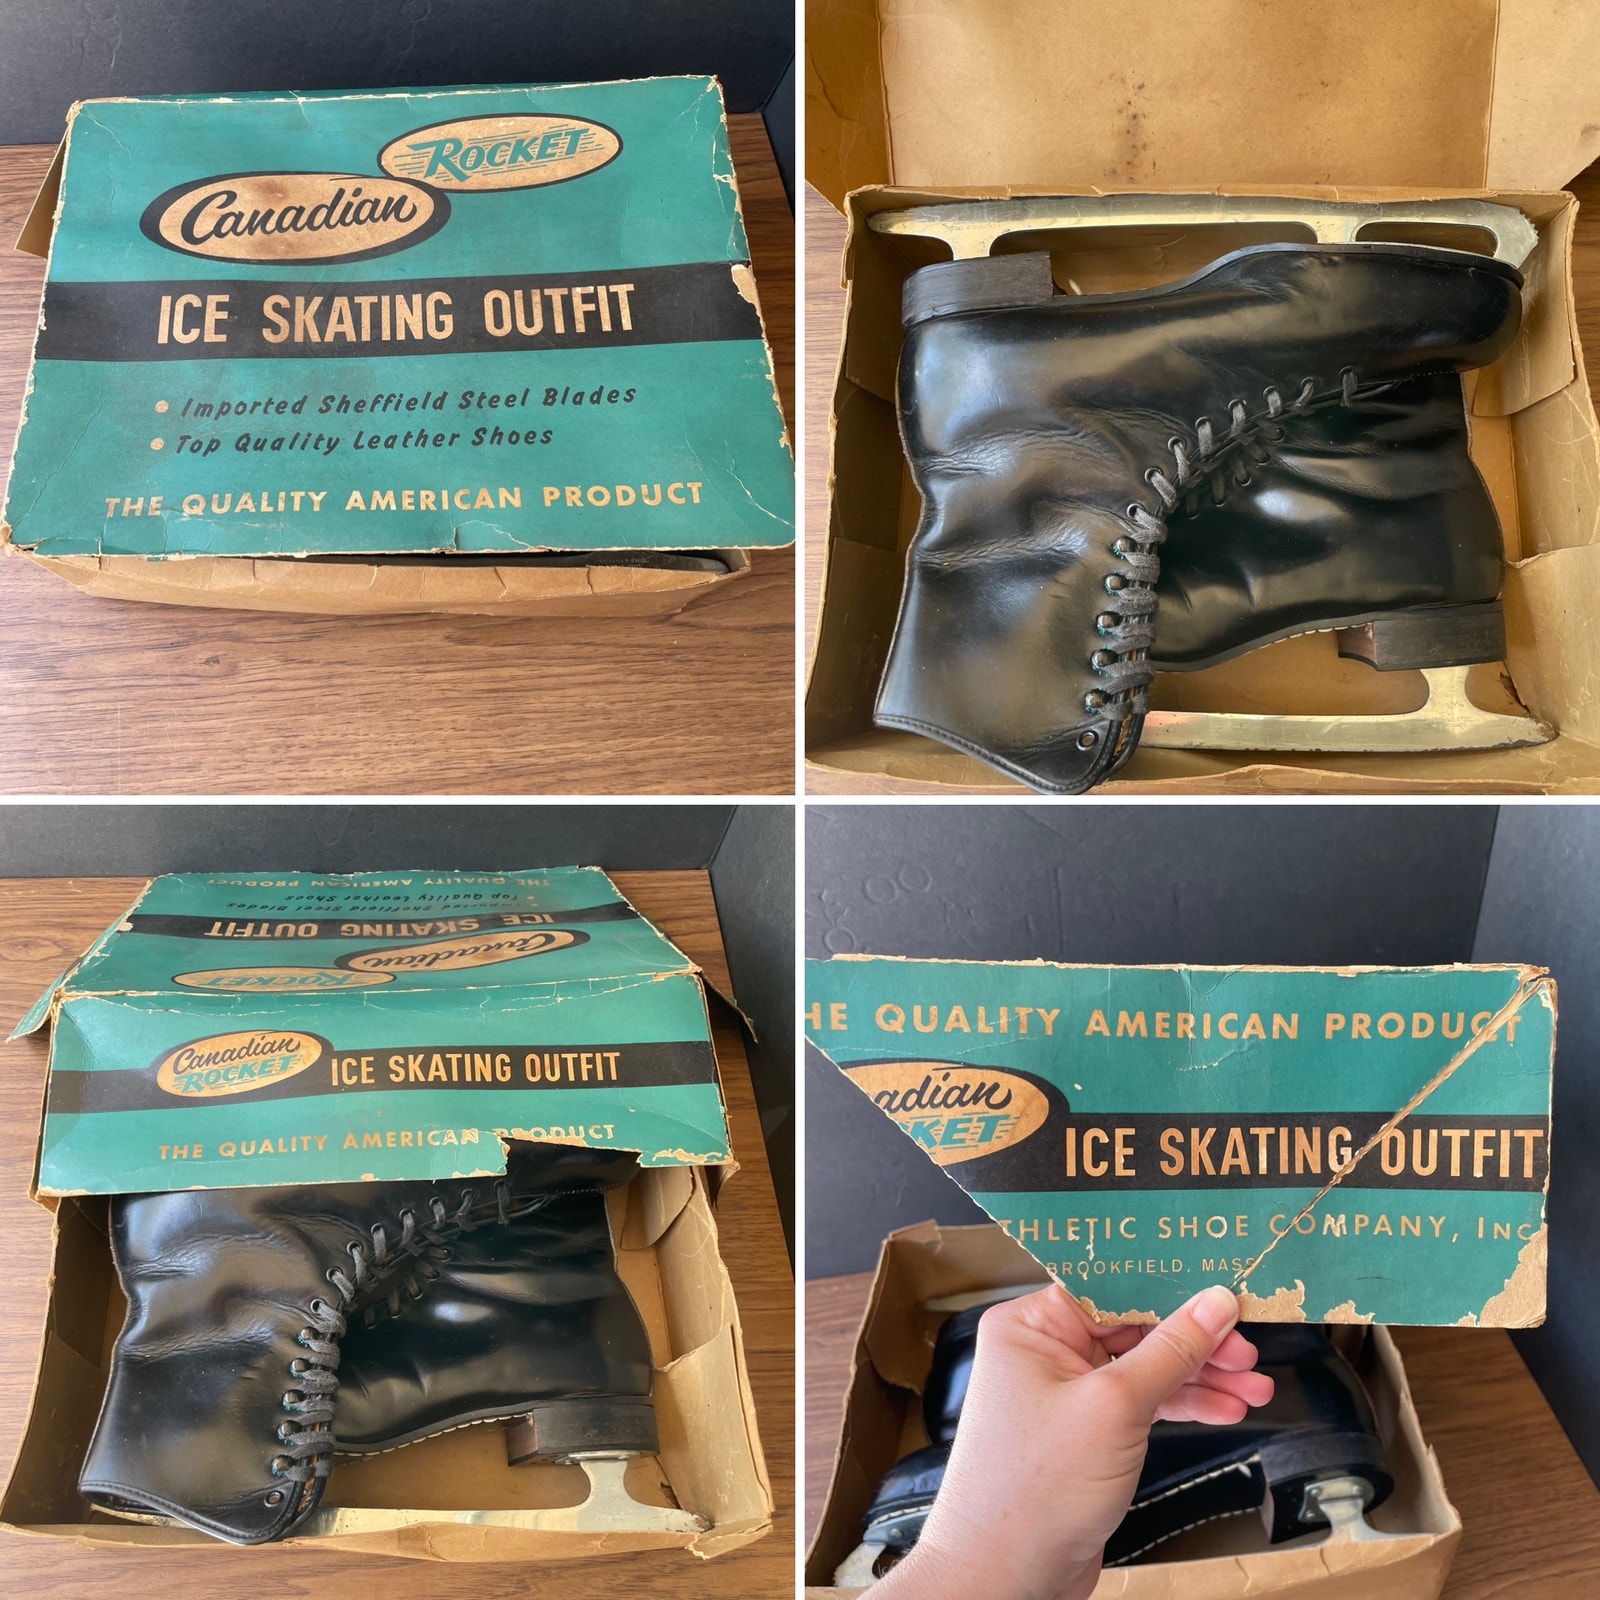 Canadian
ROCKET
ICE SKATING OUTFIT
• Imported Sheffield Steel Blades
• Top Quality Leather Shoes
THE QUALITY AMERICAN PRODUCT
THE QUALITY AMERICAN PRODUCT
• Top Quality Leather Shoes
• Imported Sheffield Steel Blades
ICE SKATING OUTFIT
Canadian
ROCKET
Canadian
ROCKET
ICE SKATING OUTFIT
THE QUALITY AMERICAN PRODUCT
HE QUALITY AMERICAN PRODUCT
adian
KET
ICE SKATING OUTFIT
THLETIC SHOE COMPANY, INC
BROOKFIELD, MASS.